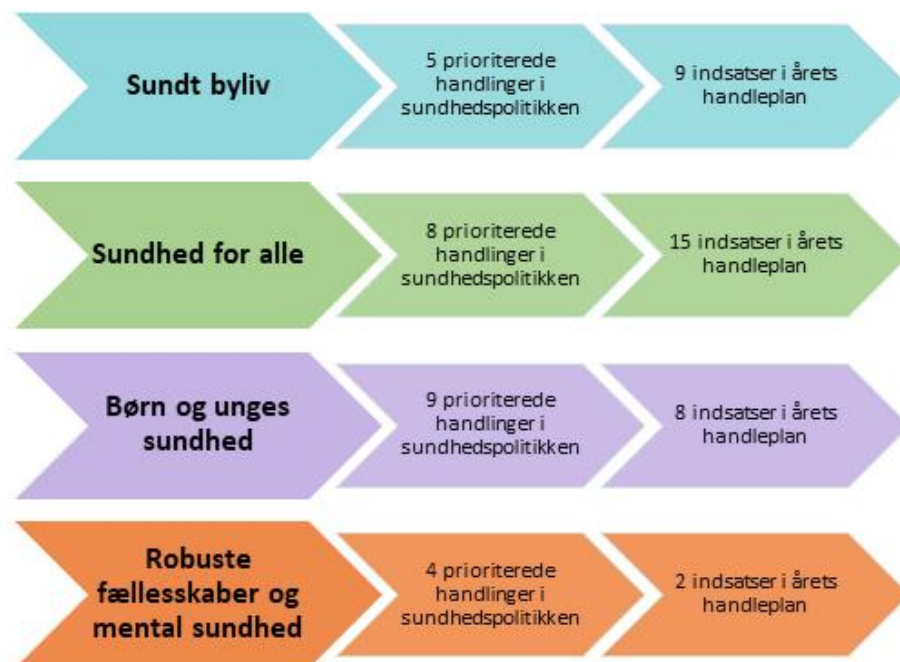 Sundt byliv
5 prioriterede
handlinger i
sundhedspolitikken
9 indsatser i årets
handleplan
Sundhed for alle
8 prioriterede
handlinger i
sundhedspolitikken
15 indsatser i årets
handleplan
Børn og unges
sundhed
9 prioriterede
handlinger i
sundhedspolitikken
8 indsatser i årets
handleplan
Robuste
fællesskaber og
mental sundhed
4 prioriterede
handlinger i
sundhedspolitikken
2 indsatser i årets
handleplan